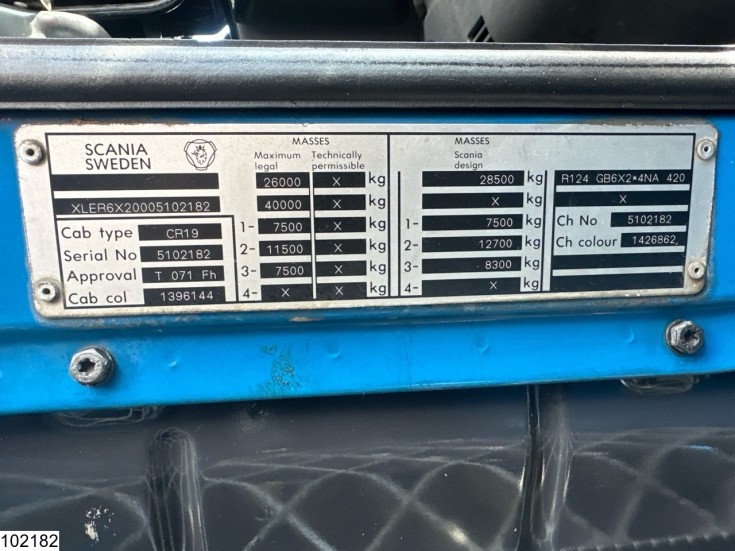 SCANIA
SWEDEN
XLER6X20005102182
Cab type CR19
Serial No 5102182
Approval T 071 Fh
Cab col 1396144
MASSES
Maximum legal Technically permissible
26000 X kg
40000 X kg
1- 7500 X kg
2- 11500 X kg
3- 7500 X kg
4- X X kg
MASSES
Scania
design
28500 kg
X kg
1- 7500 kg
2- 12700 kg
3- 8300 kg
4- X kg
R124 GB6X2*4NA 420
X
Ch No 5102182
Ch colour 1426862,
102182